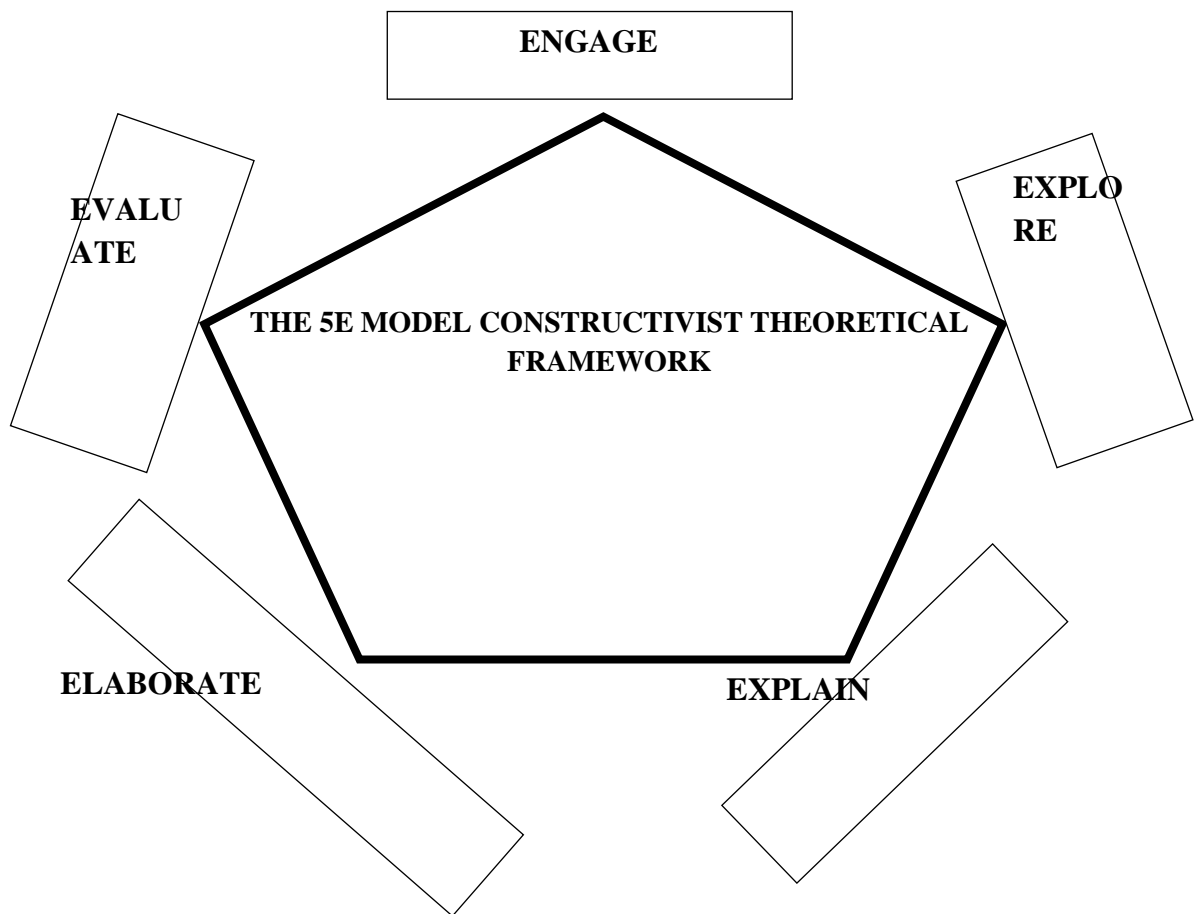 ENGAGE
EVALU
ATE
EXPLO
RE
THE 5E MODEL CONSTRUCTIVIST THEORETICAL
FRAMEWORK
ELABORATE
EXPLAIN